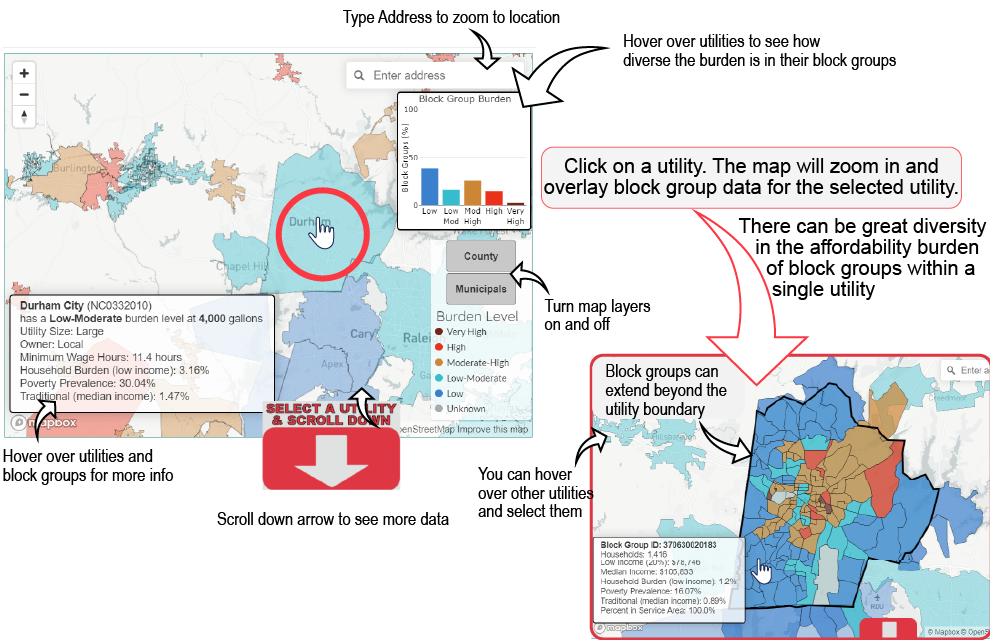 Type Address to zoom to location
Hover over utilities to see how
diverse the burden is in their block groups
Enter address
Block Group Burden
Block Groups (%)
100
50
0
Low
Low
Mod
Mod
High
High
Very
High
Burlington
Durham
Chapel Hill
Cary
Apex
Click on a utility. The map will zoom in and
overlay block group data for the selected utility.
There can be great diversity
in the affordability burden
of block groups within a
single utility
County
Municipals
Turn map layers
on and off
Burden Level
Very High
High
Moderate-High
Low-Moderate
Low
Unknown
Durham City (NC0332010)
has a Low-Moderate burden level at 4,000 gallons
Utility Size: Large
Owner: Local
Minimum Wage Hours: 11.4 hours
Household Burden (low income): 3.16%
Poverty Prevalence: 30.04%
Traditional (median income): 1.47%
mapbox
SELECT A UTILITY
& SCROLL DOWN
penStreetMap Improve this map
Hover over utilities and
block groups for more info
Scroll down arrow to see more data
You can hover
over other utilities
and select them
Block groups can
extend beyond the
utility boundary
Enter a
Hillsborough
Creedmoor
Block Group ID: 370630020183
Households: 1,416
Low Income (20%): $78,746
Median Income: $105,833
Household Burden (low income): 1.2%
Poverty Prevalence: 16.07%
Traditional (median income): 0.89%
Percent in Service Area: 100.0%
RDU
mapbox
© Mapbox © OpenS